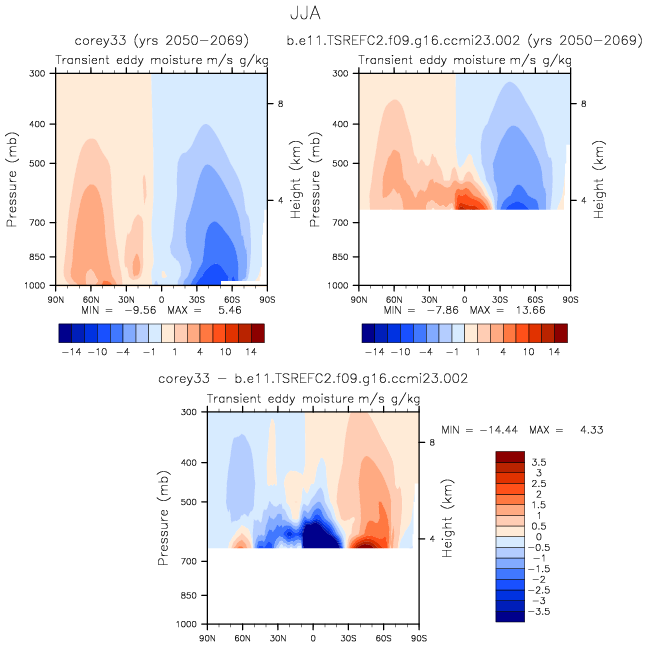 JJA
corey33 (yrs 2050-2069)
b.e11.TSREFC2.f09.g16.ccmi23.002 (yrs 2050-2069)
Transient eddy moisture m/s g/kg
Transient eddy moisture m/s g/kg
Pressure (mb)
300
400
500
700
850
1000
8
4
Height (km)
90N 60N 30N 0 30S 60S 90S
MIN = -9.56 MAX = 5.46
-14 -10 -4 -1 1 4 10 14
Pressure (mb)
300
400
500
700
850
1000
8
4
Height (km)
90N 60N 30N 0 30S 60S 90S
MIN = -7.86 MAX = 13.66
-14 -10 -4 -1 1 4 10 14
corey33 - b.e11.TSREFC2.f09.g16.ccmi23.002
Transient eddy moisture m/s g/kg
Pressure (mb)
300
400
500
700
850
1000
8
4
Height (km)
90N 60N 30N 0 30S 60S 90S
MIN = -14.44 MAX = 4.33
3.5
3
2.5
2
1.5
1
0.5
0
-0.5
-1
-1.5
-2
-2.5
-3
-3.5